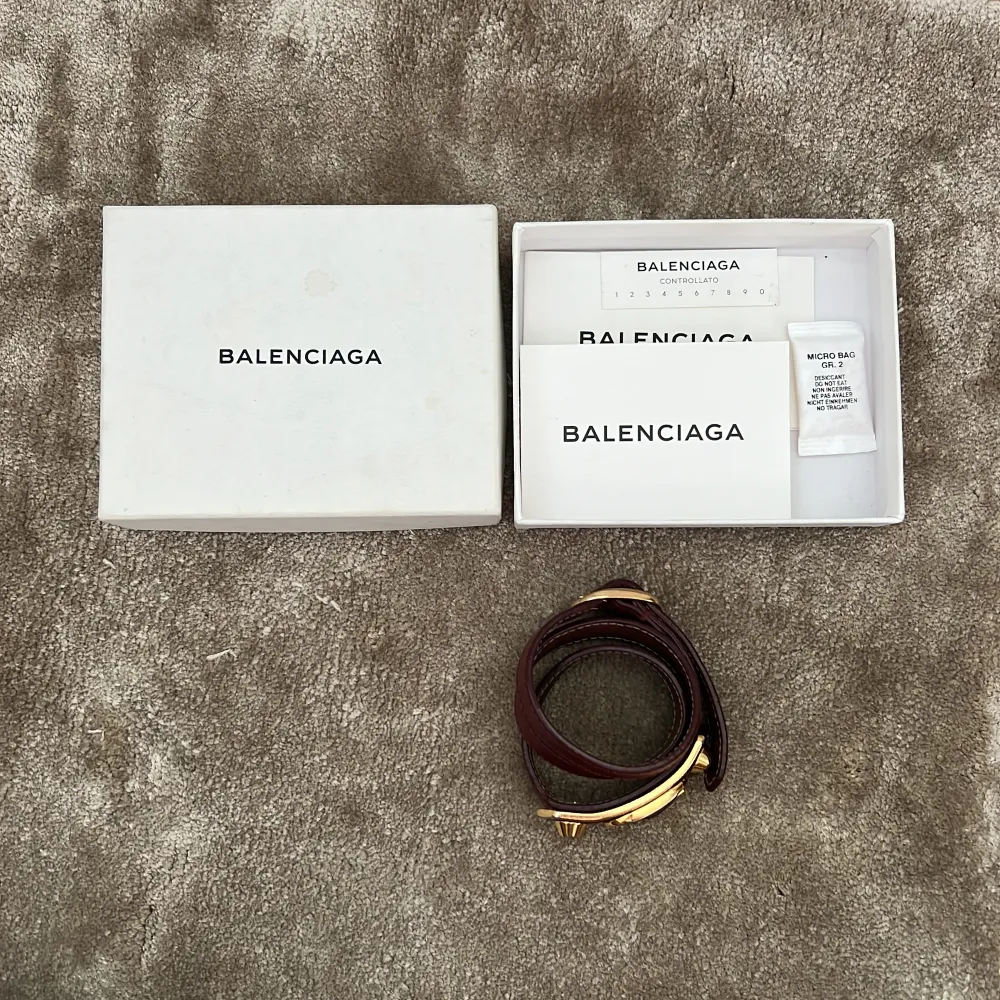 BALENCIAGA
BALENCIAGA
CONTROLLATO
1 2 3 4 5 6 7 8 9 0
BALENCIAGA
BALENCIAGA
MICRO BAG
GR. 2
DESICCANT
DO NOT EAT
NON INGERIRE
NE PAS AVALER
NICHT EINNEHMEN
NO TRAGAR